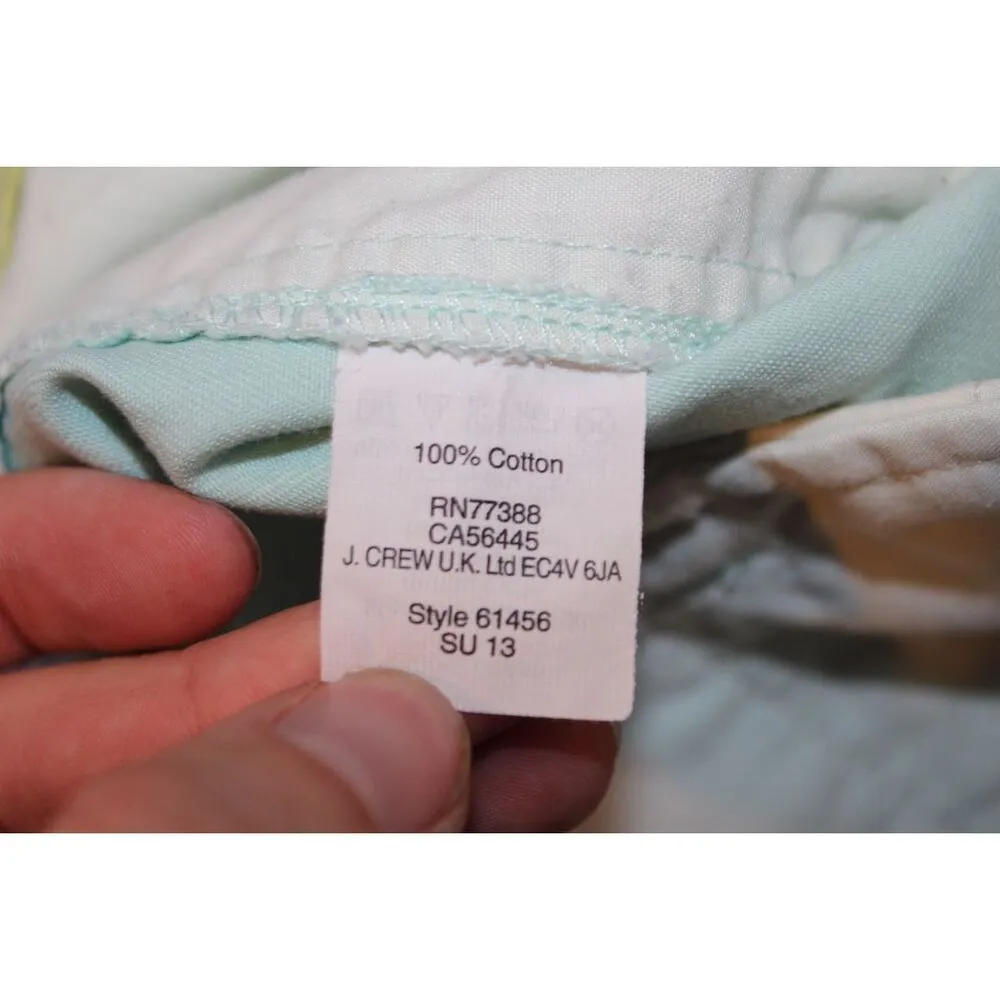 100% Cotton
RN77388
CA56445
J. CREW U.K. Ltd EC4V 6JA
Style 61456
SU 13